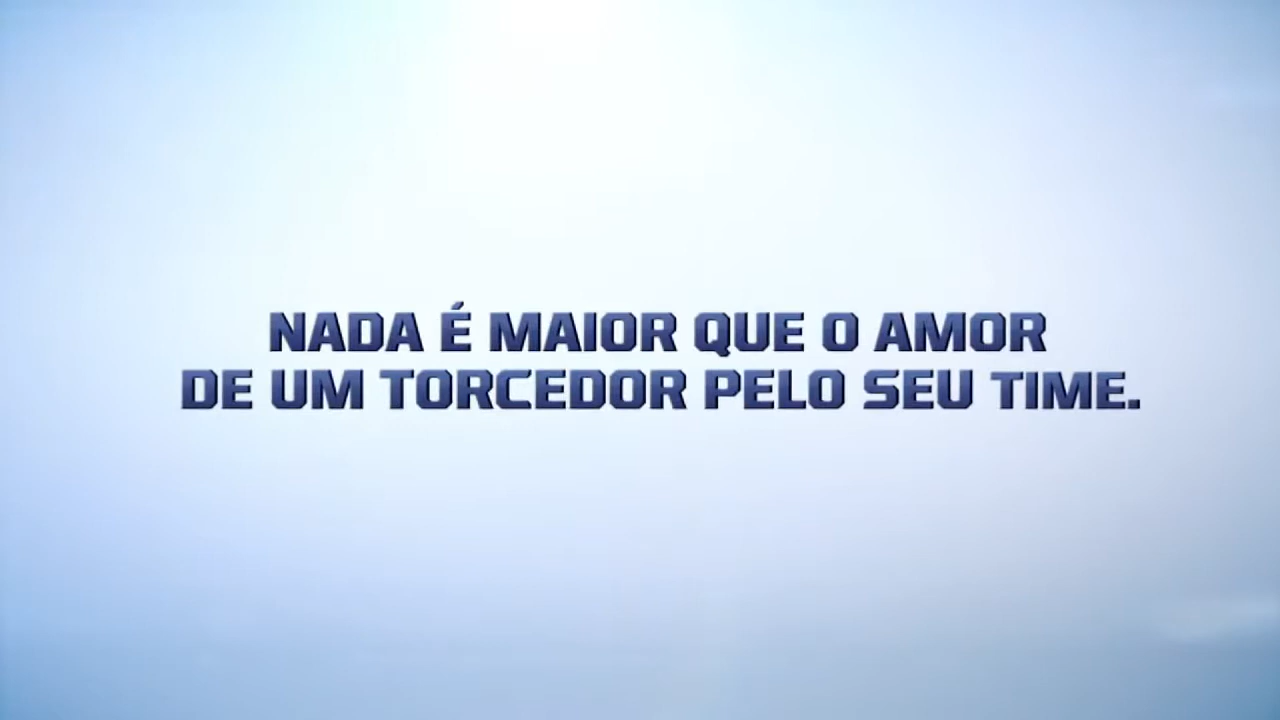 NADA É MAIOR QUE O AMOR
DE UM TORCEDOR PELO SEU TIME.